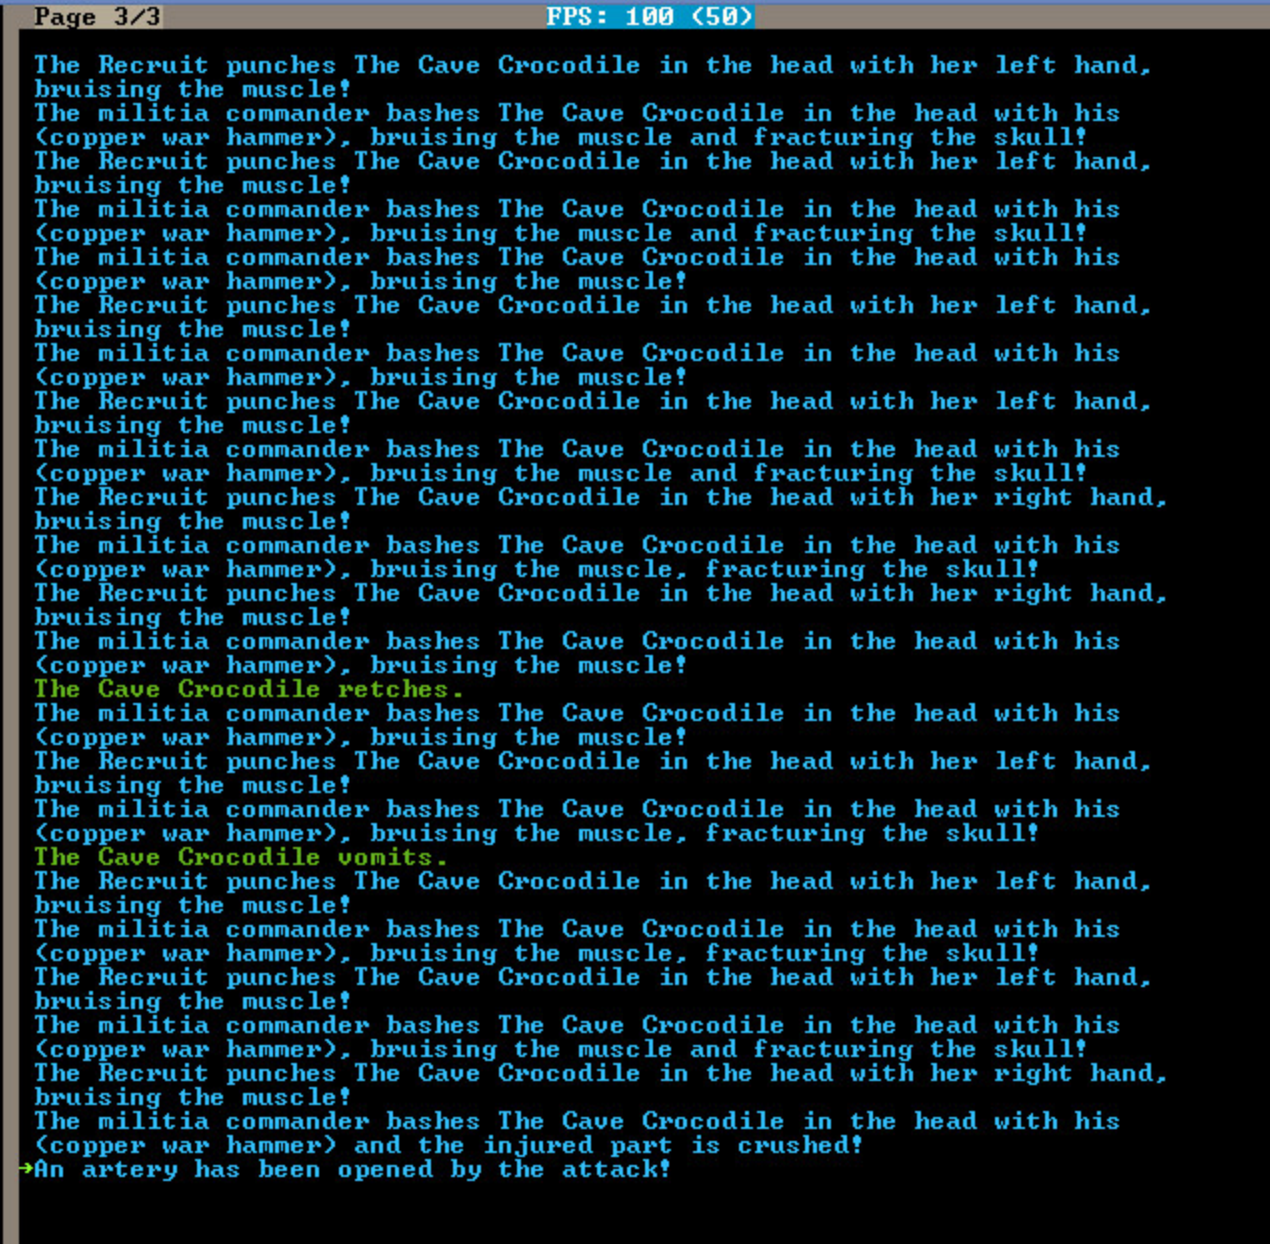 Page 3/3
FPS: 100 (50)
The Recruit punches The Cave Crocodile in the head with her left hand,
bruising the muscle!
The militia commander bashes The Cave Crocodile in the head with his
(copper war hammer), bruising the muscle and fracturing the skull!
The Recruit punches The Cave Crocodile in the head with her left hand,
bruising the muscle!
The militia commander bashes The Cave Crocodile in the head with his
(copper war hammer), bruising the muscle and fracturing the skull!
The militia commander bashes The Cave Crocodile in the head with his
(copper war hammer), bruising the muscle!
The Recruit punches The Cave Crocodile in the head with her left hand,
bruising the muscle!
The militia commander bashes The Cave Crocodile in the head with his
(copper war hammer), bruising the muscle!
The Recruit punches The Cave Crocodile in the head with her left hand,
bruising the muscle!
The militia commander bashes The Cave Crocodile in the head with his
(copper war hammer), bruising the muscle and fracturing the skull!
The Recruit punches The Cave Crocodile in the head with her right hand,
bruising the muscle!
The militia commander bashes The Cave Crocodile in the head with his
(copper war hammer), bruising the muscle, fracturing the skull!
The Recruit punches The Cave Crocodile in the head with her right hand,
bruising the muscle!
The militia commander bashes The Cave Crocodile in the head with his
(copper war hammer), bruising the muscle!
The Cave Crocodile retches.
The militia commander bashes The Cave Crocodile in the head with his
(copper war hammer), bruising the muscle!
The Recruit punches The Cave Crocodile in the head with her left hand,
bruising the muscle!
The militia commander bashes The Cave Crocodile in the head with his
(copper war hammer), bruising the muscle, fracturing the skull!
The Cave Crocodile vomits.
The Recruit punches The Cave Crocodile in the head with her left hand,
bruising the muscle!
The militia commander bashes The Cave Crocodile in the head with his
(copper war hammer), bruising the muscle, fracturing the skull!
The Recruit punches The Cave Crocodile in the head with her left hand,
bruising the muscle!
The militia commander bashes The Cave Crocodile in the head with his
(copper war hammer), bruising the muscle and fracturing the skull!
The Recruit punches The Cave Crocodile in the head with her right hand,
bruising the muscle!
The militia commander bashes The Cave Crocodile in the head with his
(copper war hammer) and the injured part is crushed!
→An artery has been opened by the attack!